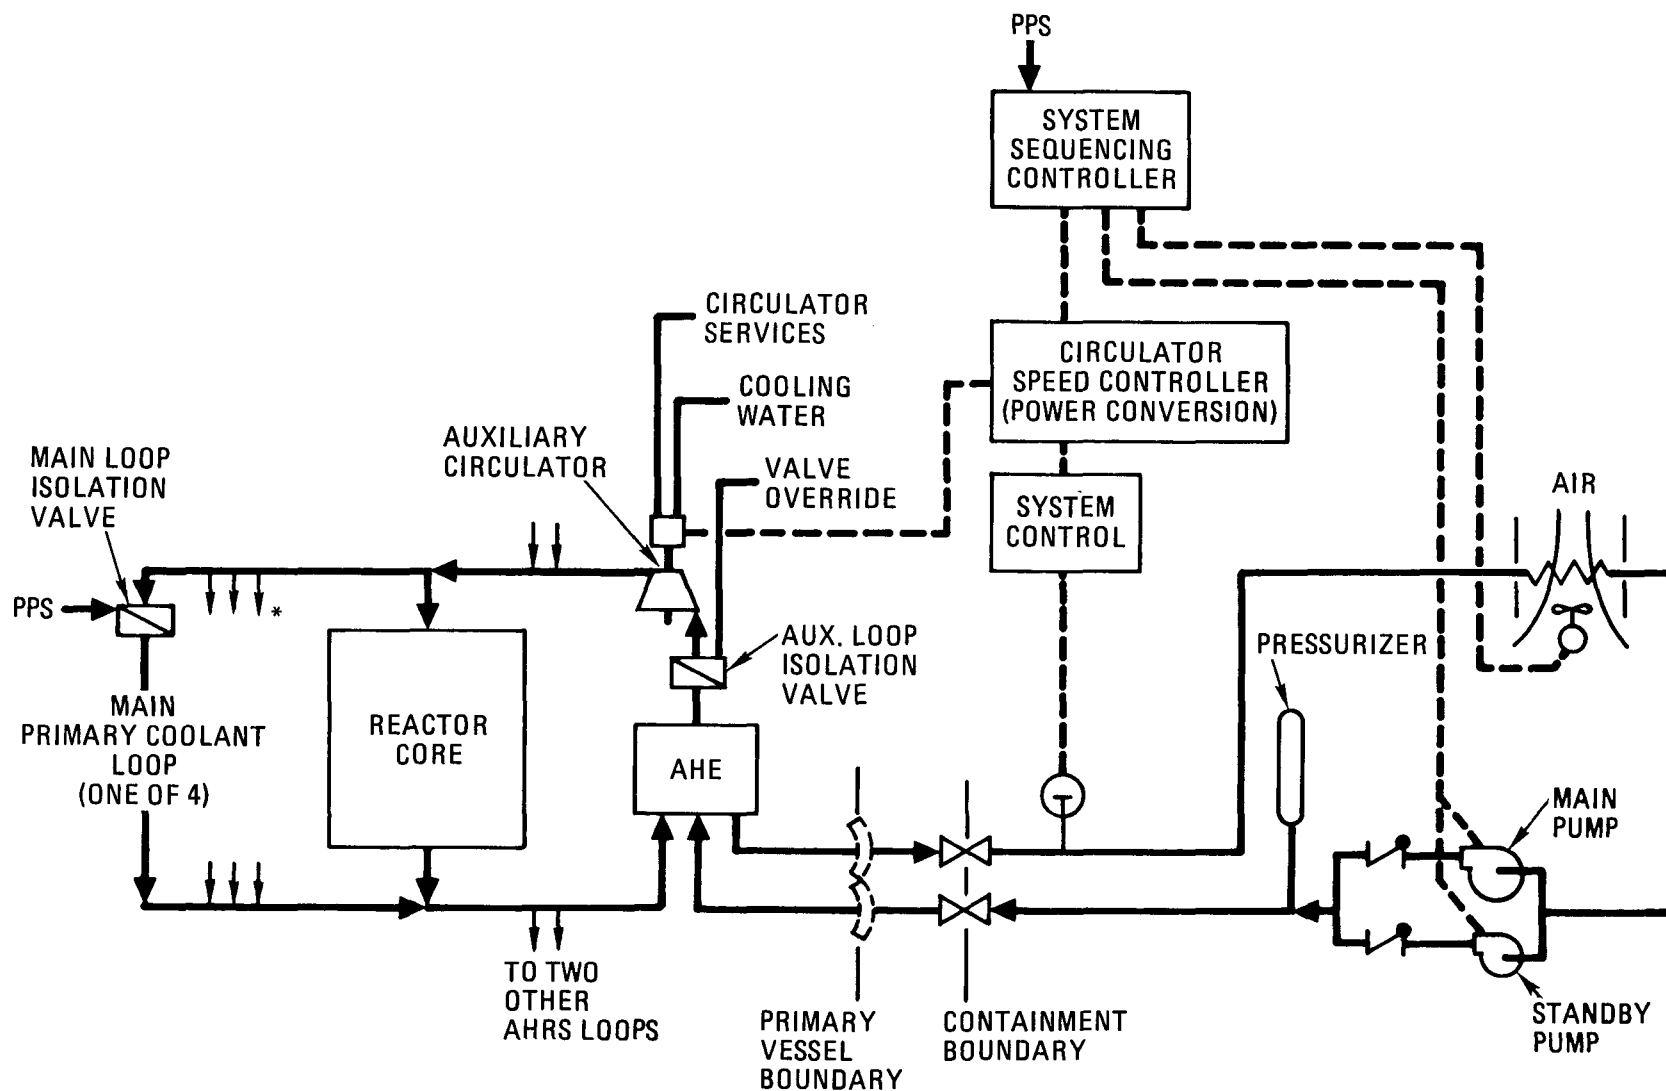 PPS
SYSTEM
SEQUENCING
CONTROLLER
CIRCULATOR
SERVICES
CIRCULATOR
SPEED CONTROLLER
(POWER CONVERSION)
COOLING
WATER
AUXILIARY
CIRCULATOR
MAIN LOOP
ISOLATION
VALVE
VALVE
OVERRIDE
SYSTEM
CONTROL
AIR
PPS
*
AUX. LOOP
ISOLATION
VALVE
PRESSURIZER
MAIN
PRIMARY COOLANT
LOOP
(ONE OF 4)
REACTOR
CORE
AHE
MAIN
PUMP
TO TWO
OTHER
AHRS LOOPS
PRIMARY
VESSEL
BOUNDARY
CONTAINMENT
BOUNDARY
STANDBY
PUMP
T